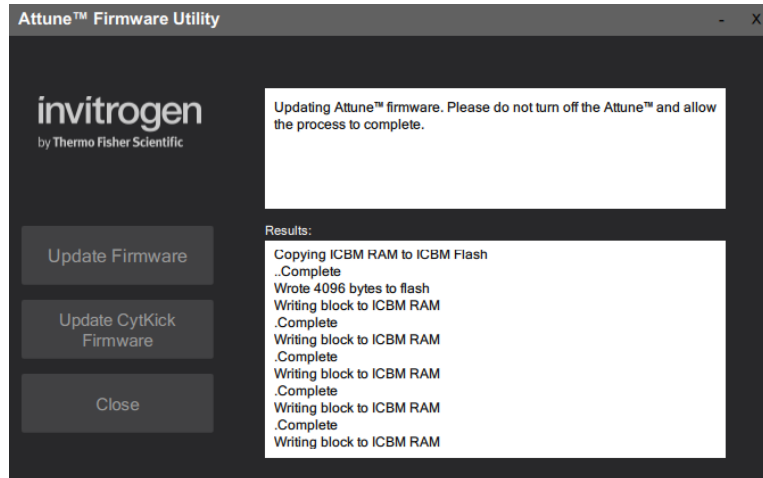 Attune™ Firmware Utility
- X
invitrogen
by Thermo Fisher Scientific
Updating Attune™ firmware. Please do not turn off the Attune™ and allow
the process to complete.
Update Firmware
Update CytKick
Firmware
Close
Results:
Copying ICBM RAM to ICBM Flash
..Complete
Wrote 4096 bytes to flash
Writing block to ICBM RAM
.Complete
Writing block to ICBM RAM
.Complete
Writing block to ICBM RAM
.Complete
Writing block to ICBM RAM
.Complete
Writing block to ICBM RAM